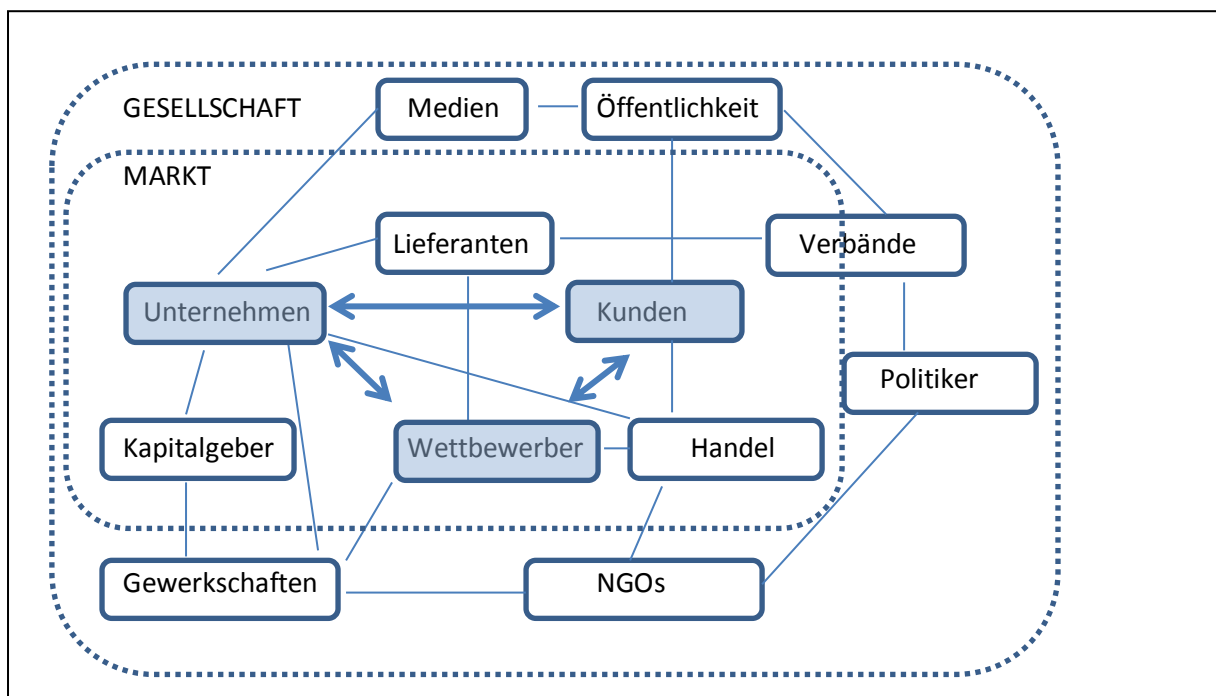 GESELLSCHAFT
Medien
Öffentlichkeit
MARKT
Lieferanten
Verbände
Unternehmen
Kunden
Politiker
Kapitalgeber
Wettbewerber
Handel
Gewerkschaften
NGOs